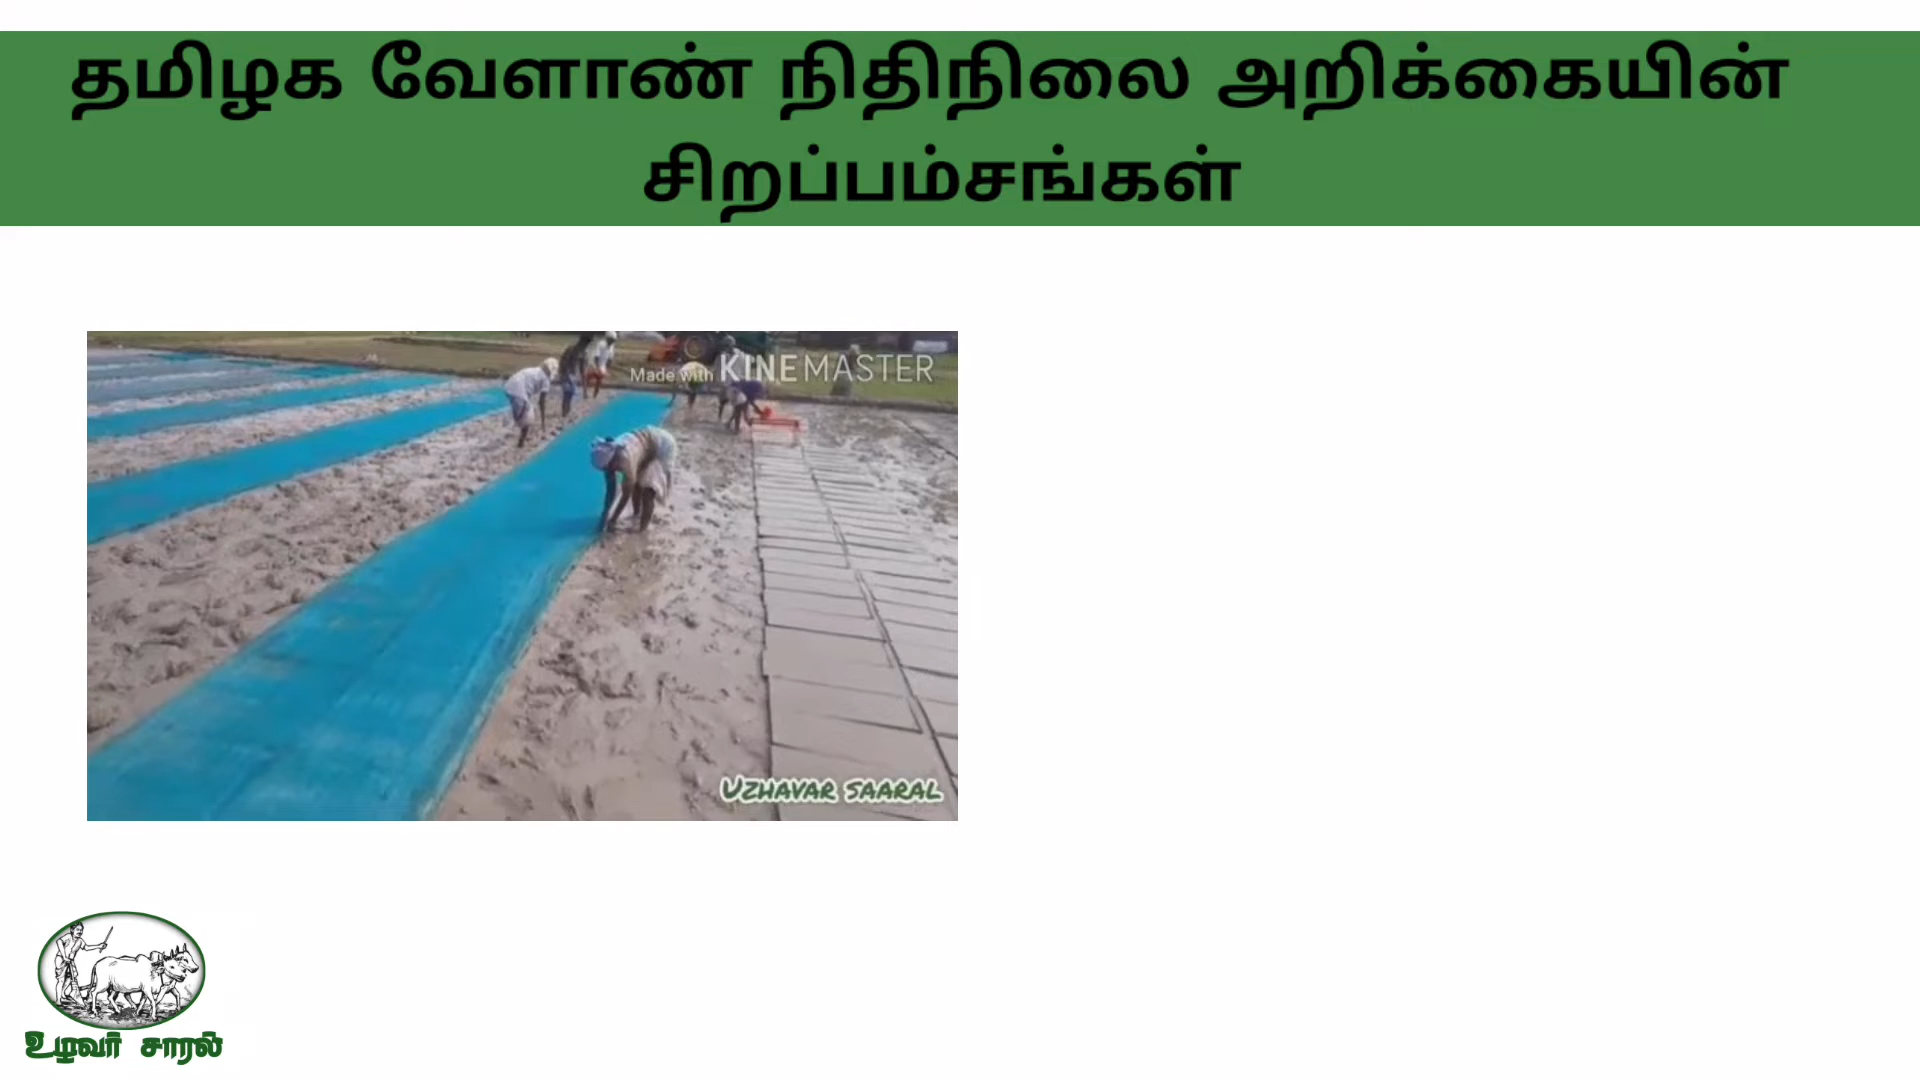 தமிழக வேளாண் நிதிநிலை அறிக்கையின்
சிறப்பம்சங்கள்
Made with KINEMASTER
UZHAVAR SAARAL
உழவர் சாரல்